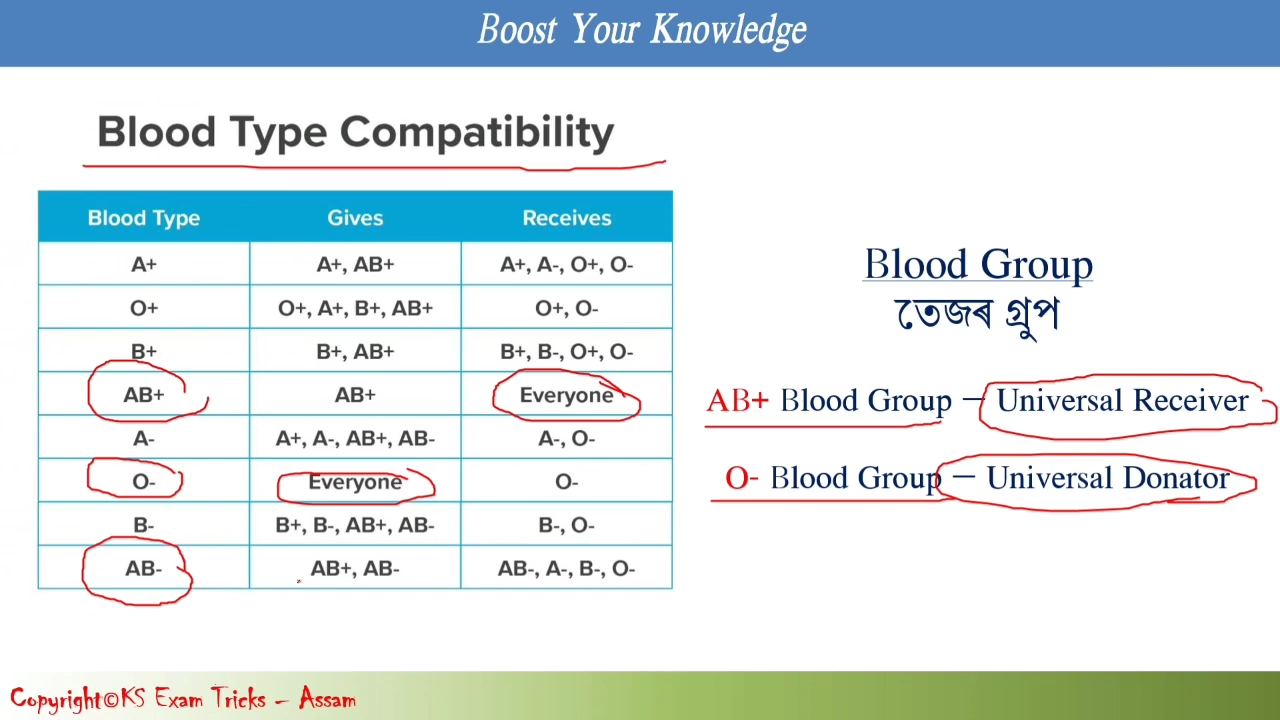 Boost Your Knowledge
Blood Type Compatibility
Blood Type Gives Receives
A+ A+, AB+ A+, A-, O+, O-
O+ O+, A+, B+, AB+ O+, O-
B+ B+, AB+ B+, B-, O+, O-
AB+ AB+ Everyone
A- A+, A-, AB+, AB- A-, O-
O- Everyone O-
B- B+, B-, AB+, AB- B-, O-
AB- AB+, AB- AB-, A-, B-, O-
Blood Group
তেজৰ গ্ৰুপ
AB+ Blood Group – Universal Receiver
O- Blood Group – Universal Donator
Copyright©KS Exam Tricks – Assam